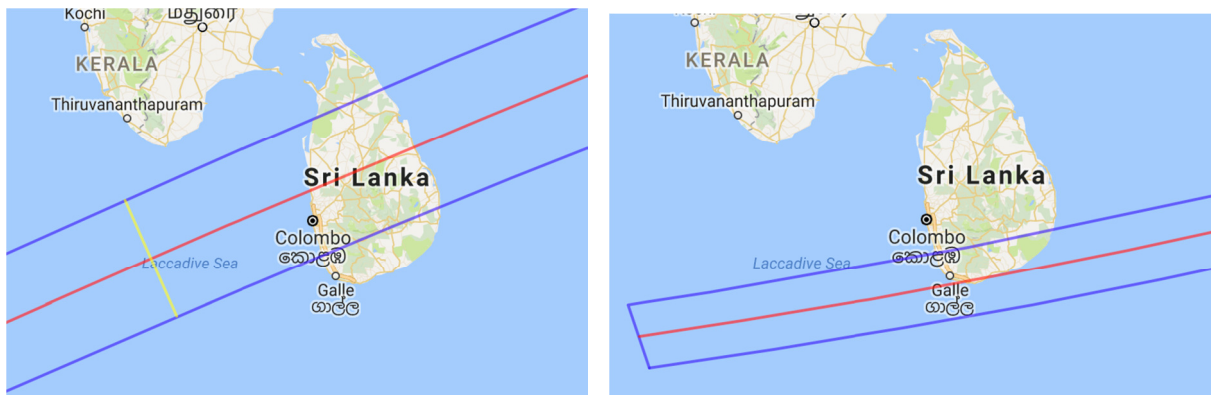 Kochi
மதுரை
KERALA
Thiruvananthapuram
Sri Lanka
Colombo
කොළඹ
Laccadive Sea
Galle
ගාල්ල
KERALA
Thiruvananthapuram
Sri Lanka
Colombo
කොළඹ
Laccadive Sea
Galle
ගාල්ල